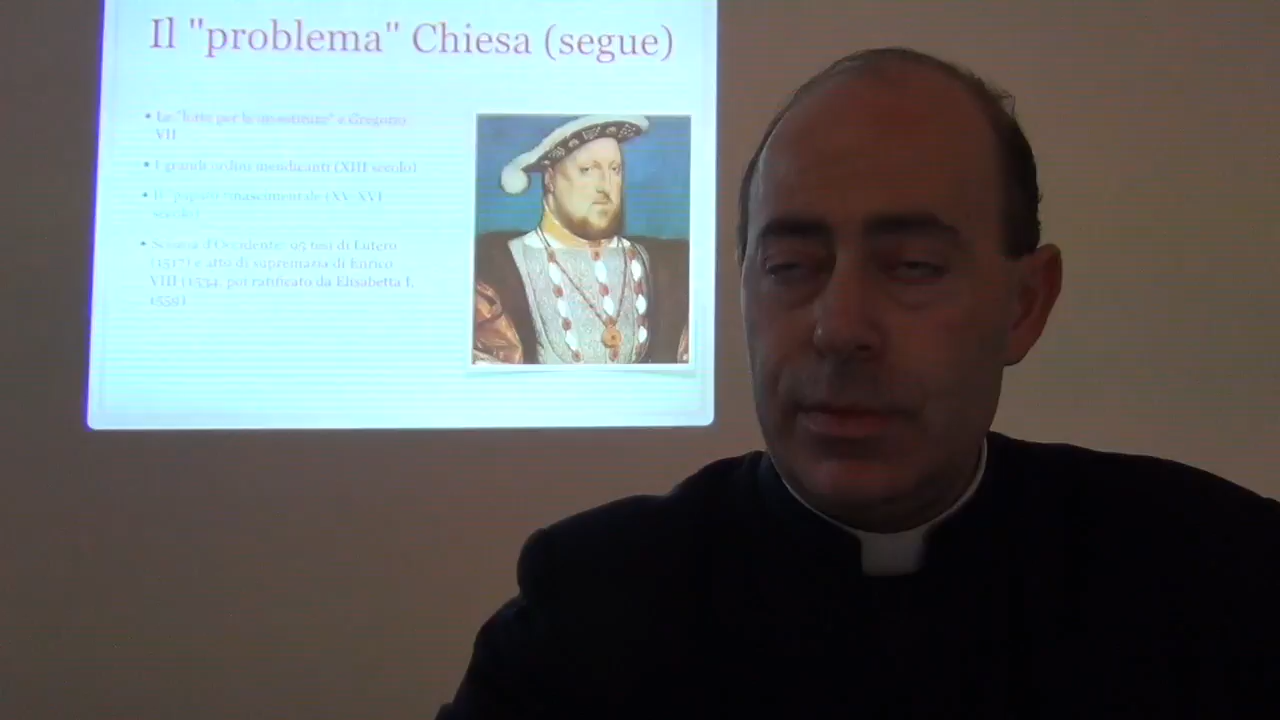 Il "problema" Chiesa (segue)
• La "lotta per le investiture" e Gregorio
VII
• I grandi ordini mendicanti (XIII secolo)
• Il papato rinascimentale (XV-XVI
secolo)
• Scisma d'Occidente: 95 tesi di Lutero
(1517) e atto di supremazia di Enrico
VIII (1534, poi ratificato da Elisabetta I,
1559)